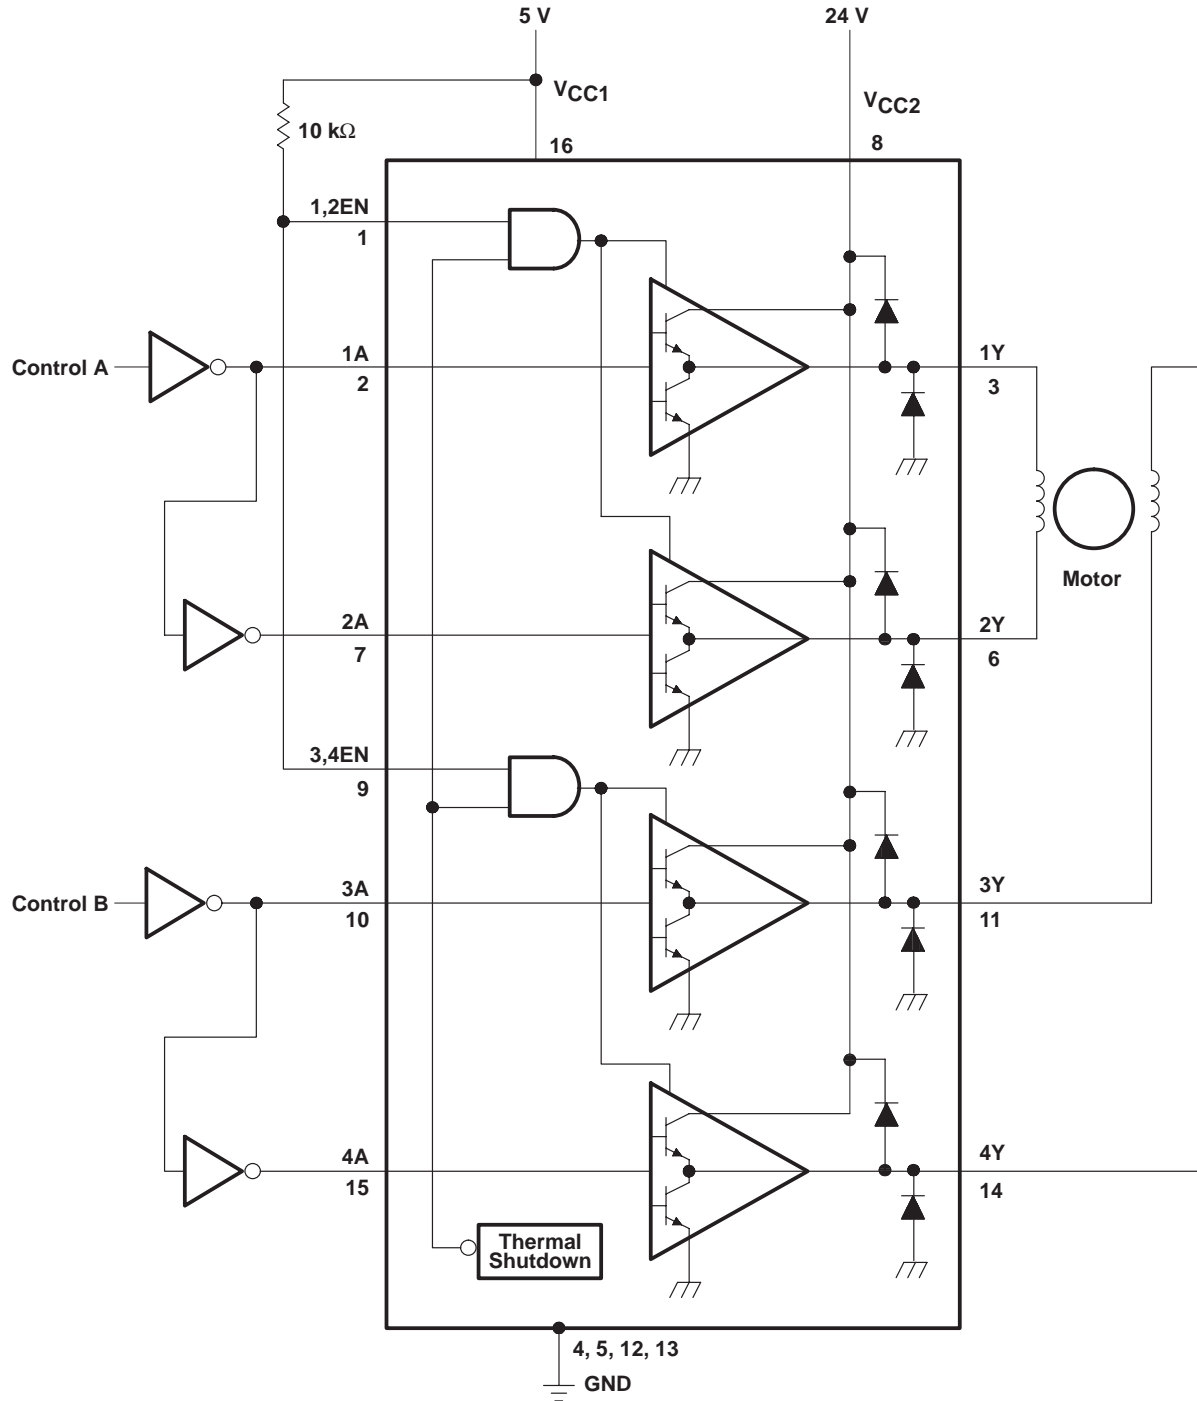 5 V
24 V
VCC1
VCC2
10 kΩ
16
8
1,2EN
1
Control A
1A
2
1Y
3
Motor
2A
7
2Y
6
3,4EN
9
Control B
3A
10
3Y
11
4A
15
4Y
14
Thermal
Shutdown
4, 5, 12, 13
GND